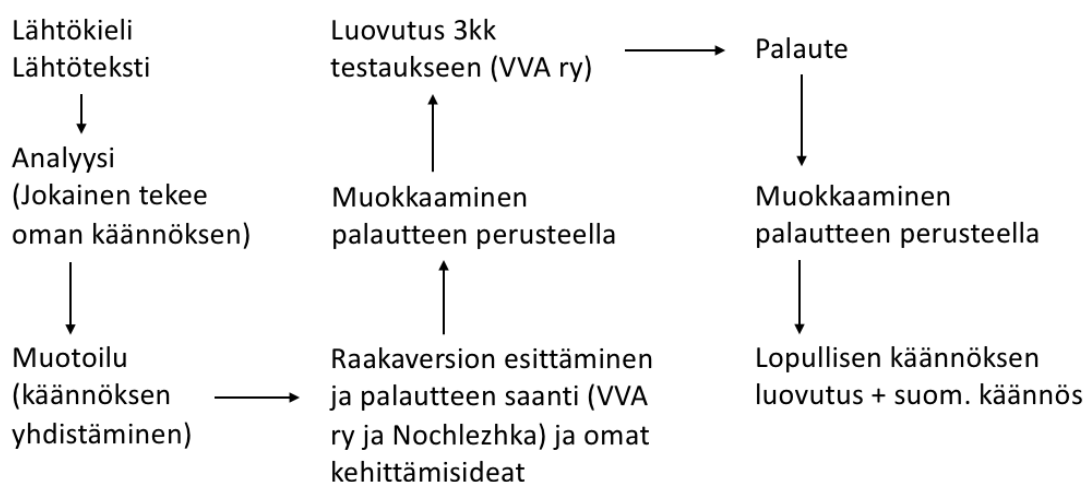 Lähtökieli
Lähtöteksti
Analyysi
(Jokainen tekee
oman käännöksen)
Muotoilu
(käännöksen
yhdistäminen)
Raakaversion esittäminen
ja palautteen saanti (VVA
ry ja Nochlezhka) ja omat
kehittämisideat
Muokkaaminen
palautteen perusteella
Luovutus 3kk
testaukseen (VVA ry)
Palaute
Muokkaaminen
palautteen perusteella
Lopullisen käännöksen
luovutus + suom. käännös